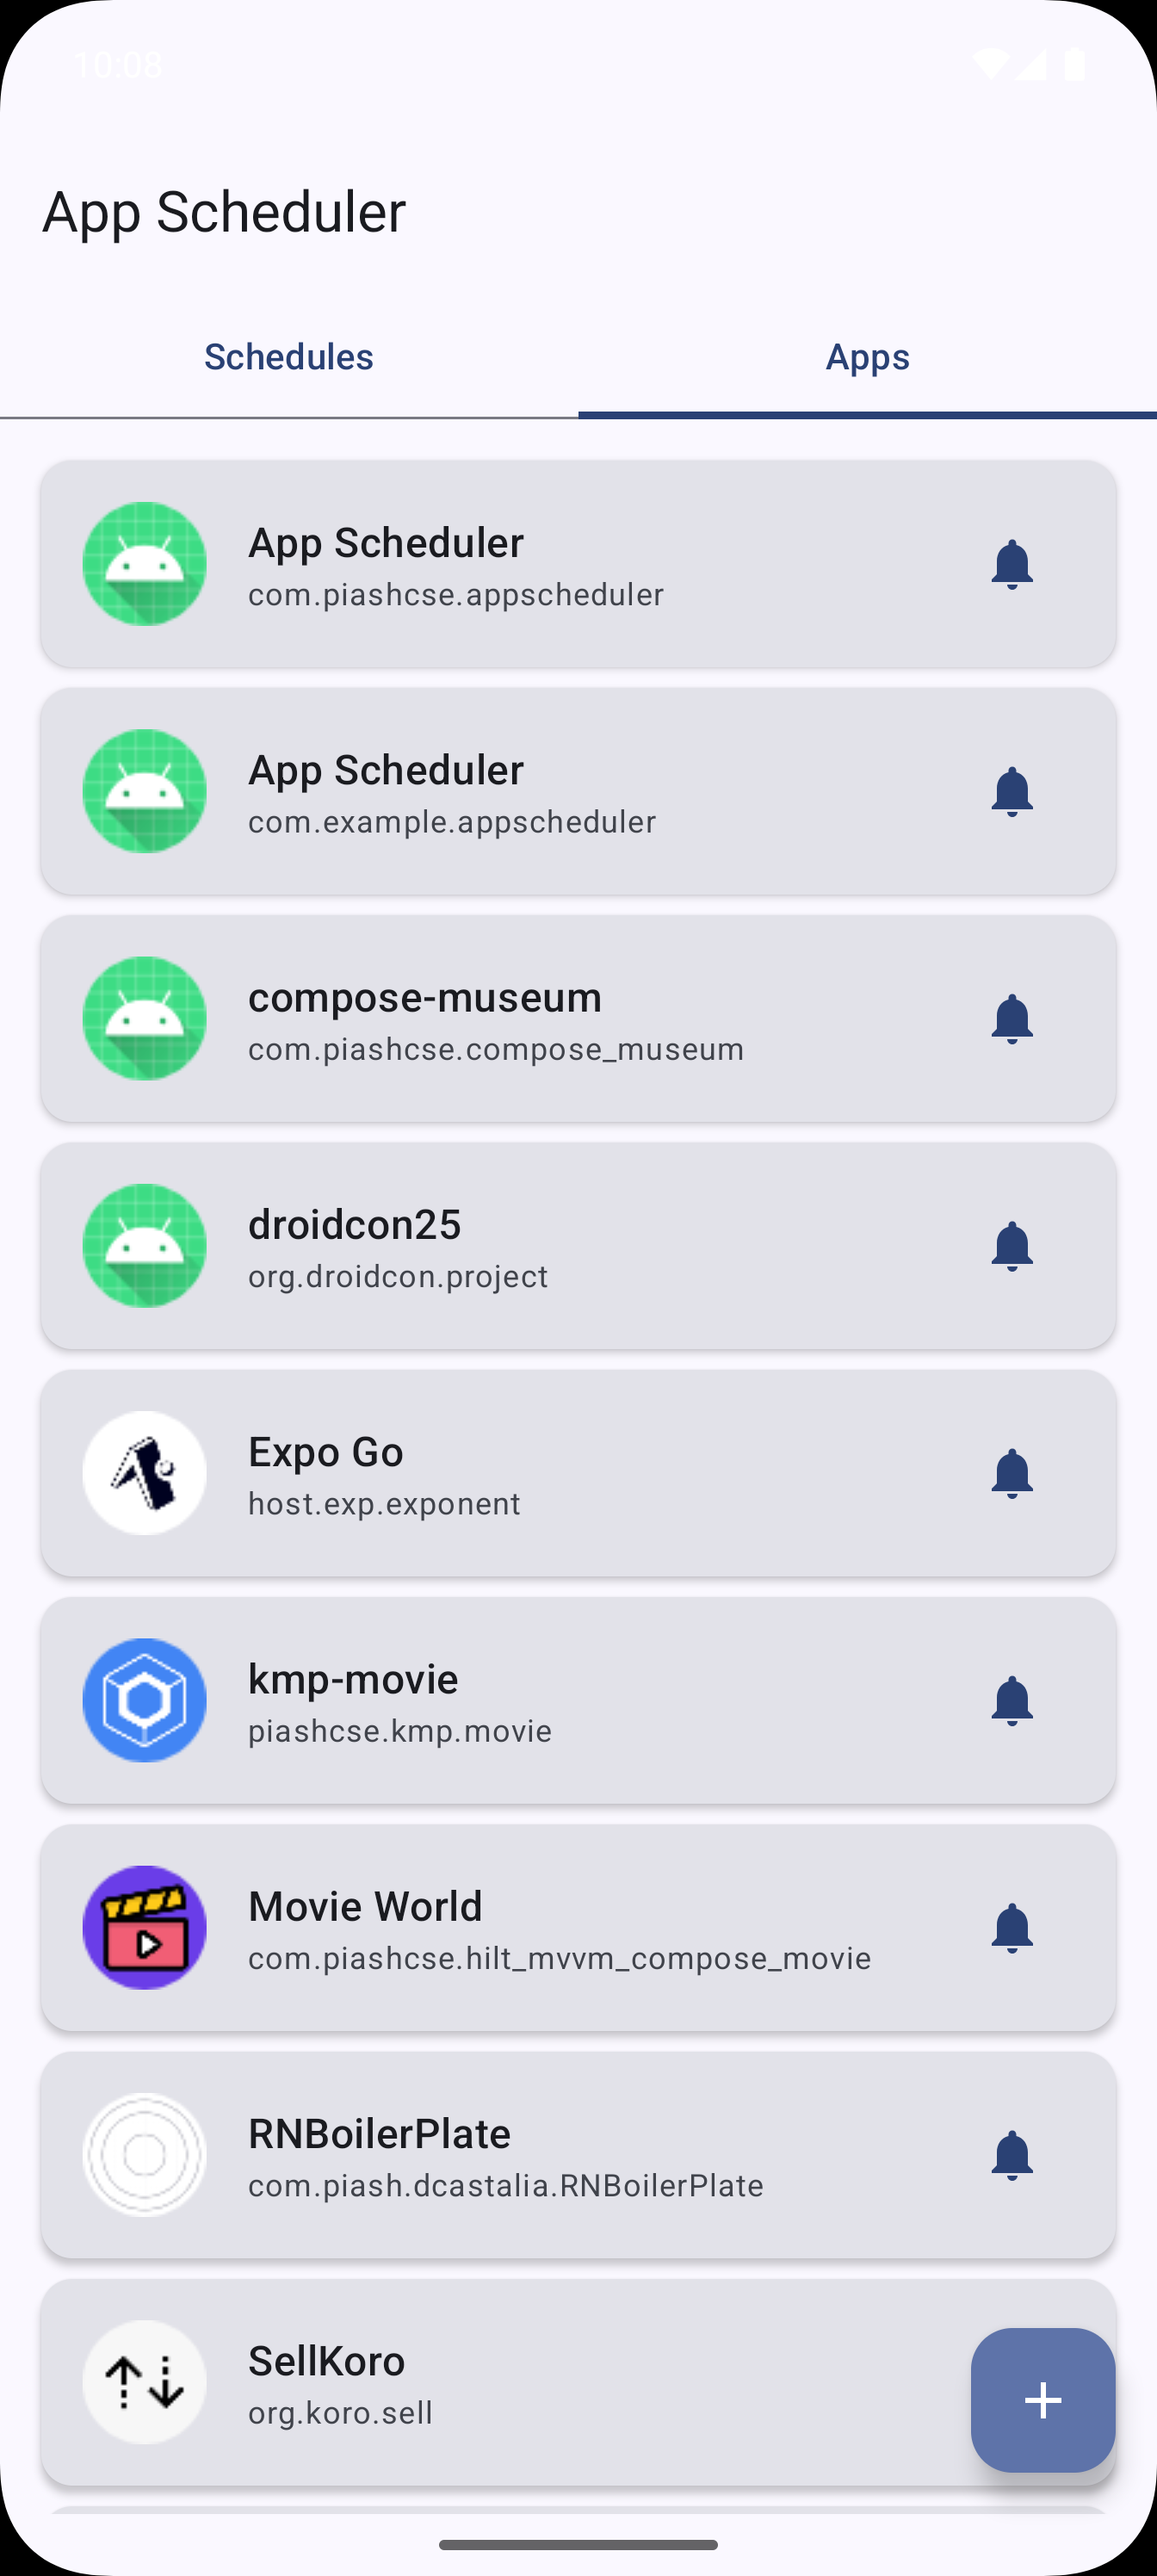 10:08
App Scheduler
Schedules
Apps
App Scheduler
com.piashcse.appscheduler
App Scheduler
com.example.appscheduler
compose-museum
com.piashcse.compose_museum
droidcon25
org.droidcon.project
Expo Go
host.exp.exponent
kmp-movie
piashcse.kmp.movie
Movie World
com.piashcse.hilt_mvvm_compose_movie
RNBoilerPlate
com.piash.dcastalia.RNBoilerPlate
SellKoro
org.koro.sell